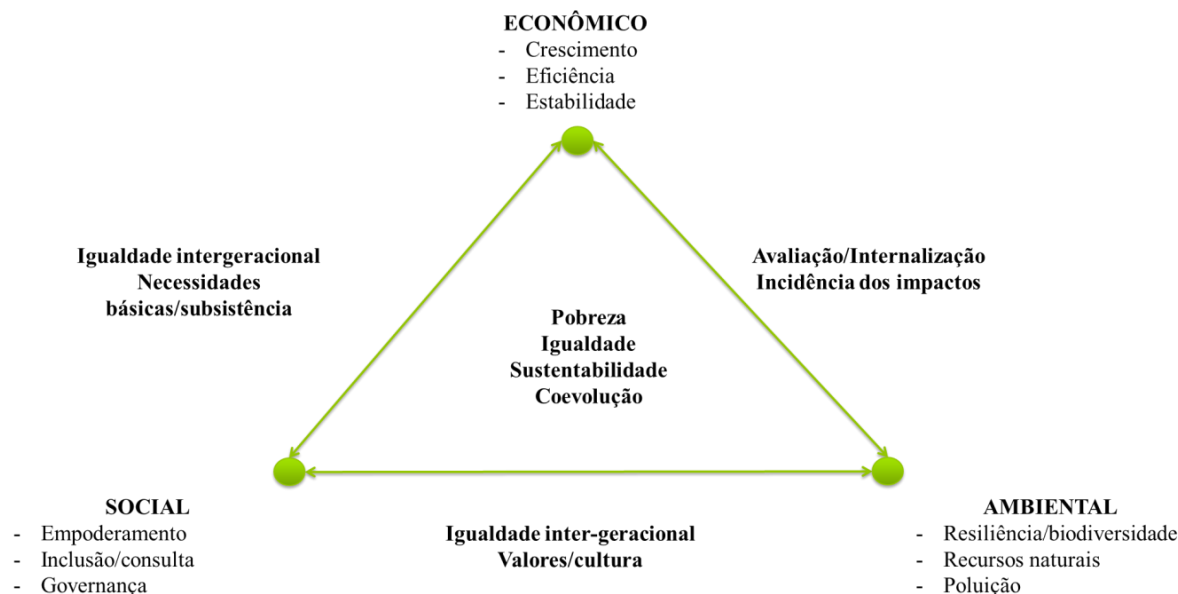 ECONÔMICO
- Crescimento
- Eficiência
- Estabilidade
Igualdade intergeracional
Necessidades
básicas/subsistência
Avaliação/Internalização
Incidência dos impactos
Pobreza
Igualdade
Sustentabilidade
Coevolução
SOCIAL
- Empoderamento
- Inclusão/consulta
- Governança
Igualdade inter-geracional
Valores/cultura
AMBIENTAL
- Resiliência/biodiversidade
- Recursos naturais
- Poluição